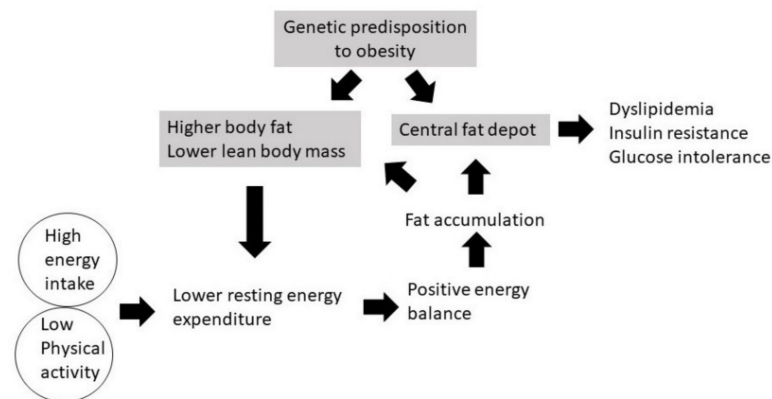 Genetic predisposition
to obesity
Higher body fat
Lower lean body mass
Central fat depot
Dyslipidemia
Insulin resistance
Glucose intolerance
Fat accumulation
High
energy
intake
Low
Physical
activity
Lower resting energy
expenditure
Positive energy
balance